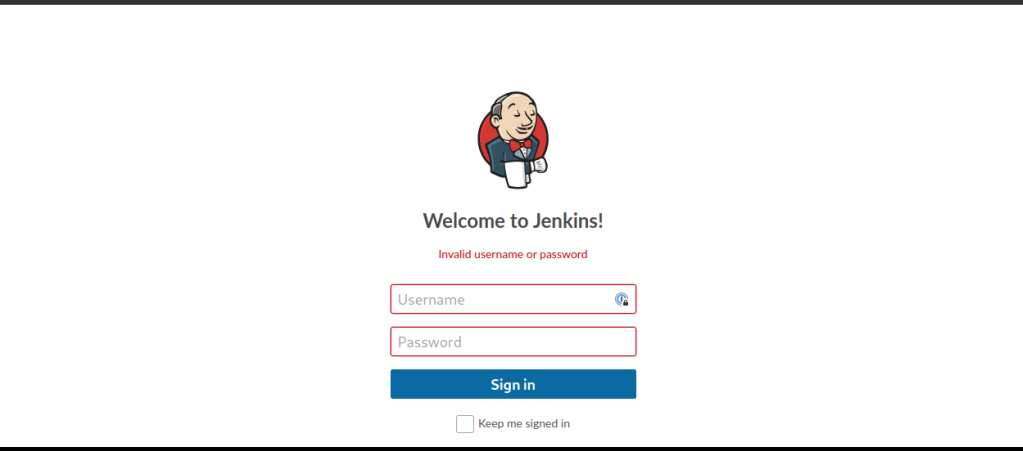 Welcome to Jenkins!
Invalid username or password
Username
Password
Sign in
Keep me signed in